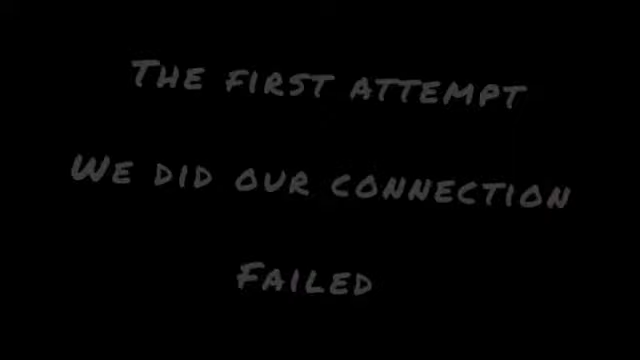 The first attempt
We did our connection
Failed